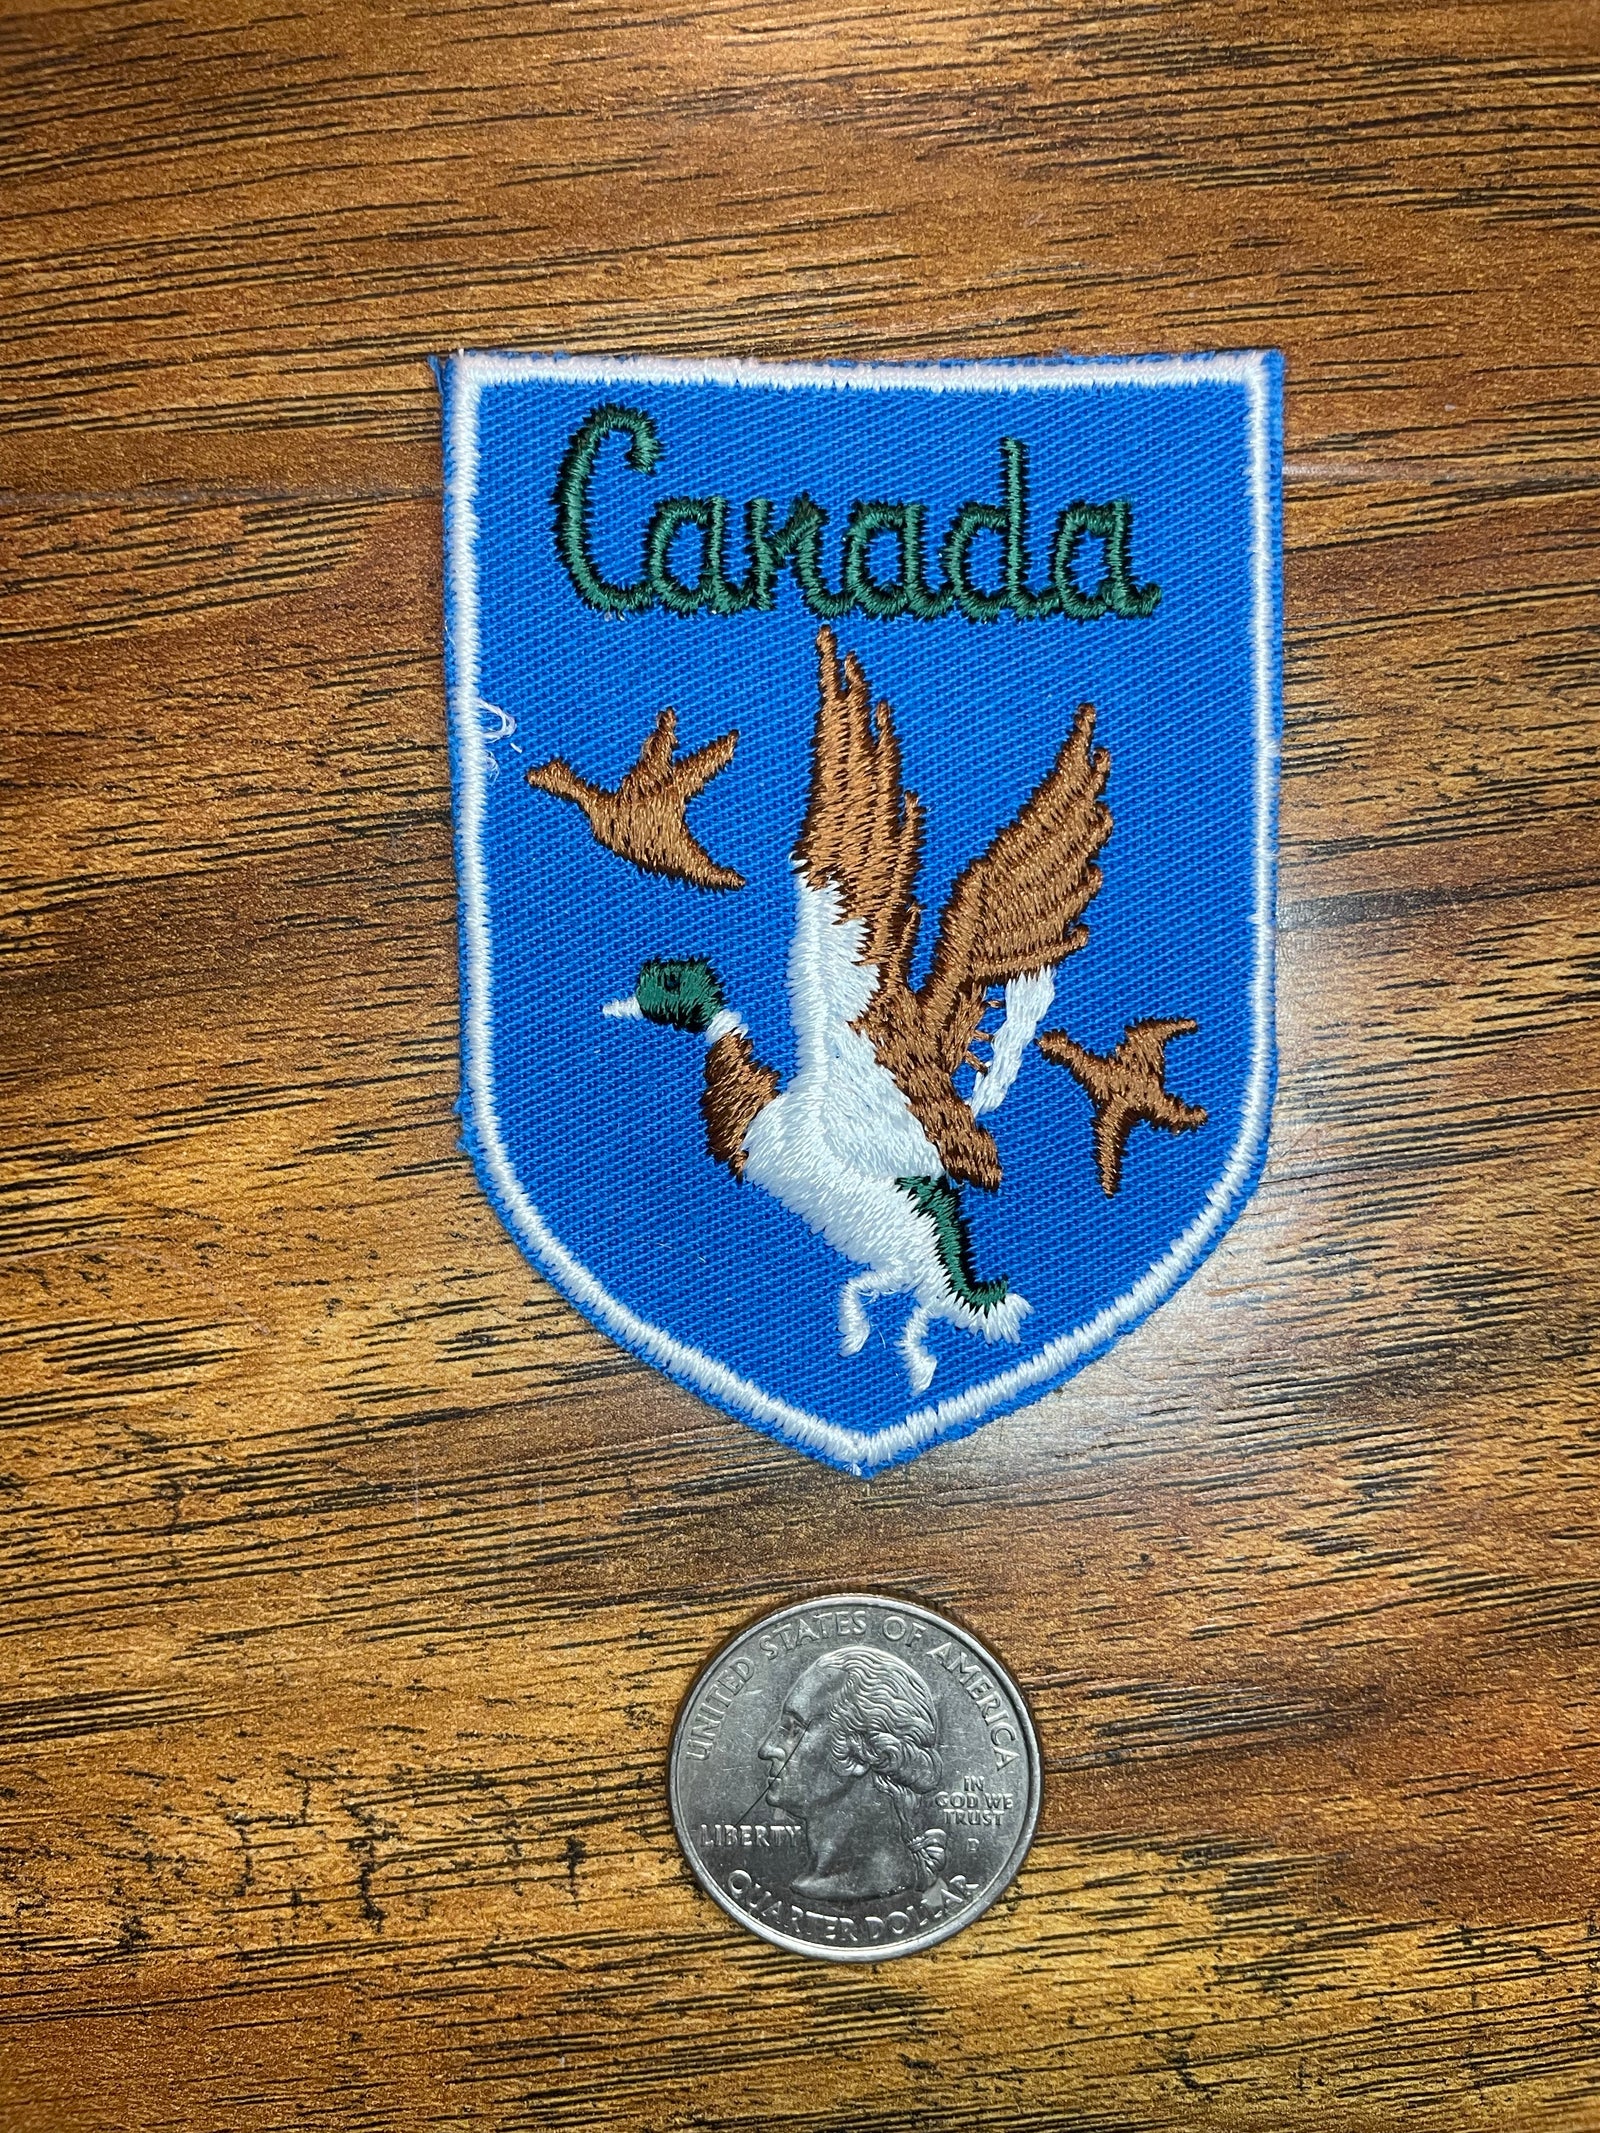 Canada
UNITED STATES OF AMERICA
IN
GOD WE
TRUST
LIBERTY
D
QUARTER DOLLAR